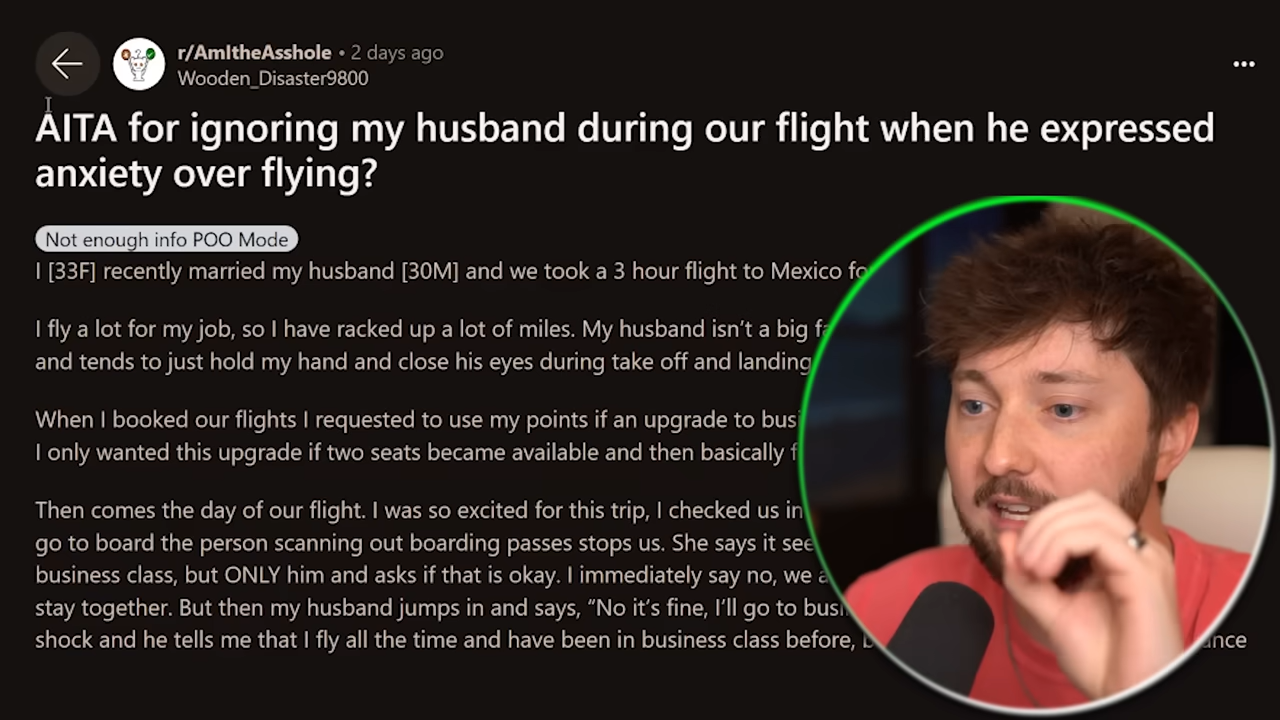 r/AmItheAsshole • 2 days ago
Wooden_Disaster9800
AITA for ignoring my husband during our flight when he expressed
anxiety over flying?
Not enough info POO Mode
I [33F] recently married my husband [30M] and we took a 3 hour flight to Mexico
I fly a lot for my job, so I have racked up a lot of miles. My husband isn’t a big
and tends to just hold my hand and close his eyes during take off and landing
When I booked our flights I requested to use my points if an upgrade to
I only wanted this upgrade if two seats became available and then basically
Then comes the day of our flight. I was so excited for this trip, I checked us in
go to board the person scanning out boarding passes stops us. She says it
business class, but ONLY him and asks if that is okay. I immediately say no, we
stay together. But then my husband jumps in and says, “No it’s fine, I’ll go to
shock and he tells me that I fly all the time and have been in business class before,